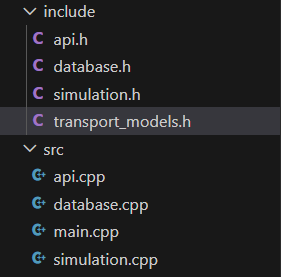 include
api.h
database.h
simulation.h
transport_models.h
src
api.cpp
database.cpp
main.cpp
simulation.cpp